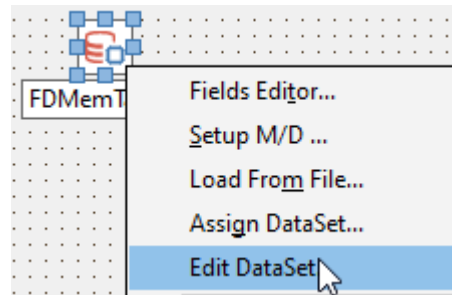 FDMemT
Fields Editor...
Setup M/D ...
Load From File...
Assign DataSet...
Edit DataSet